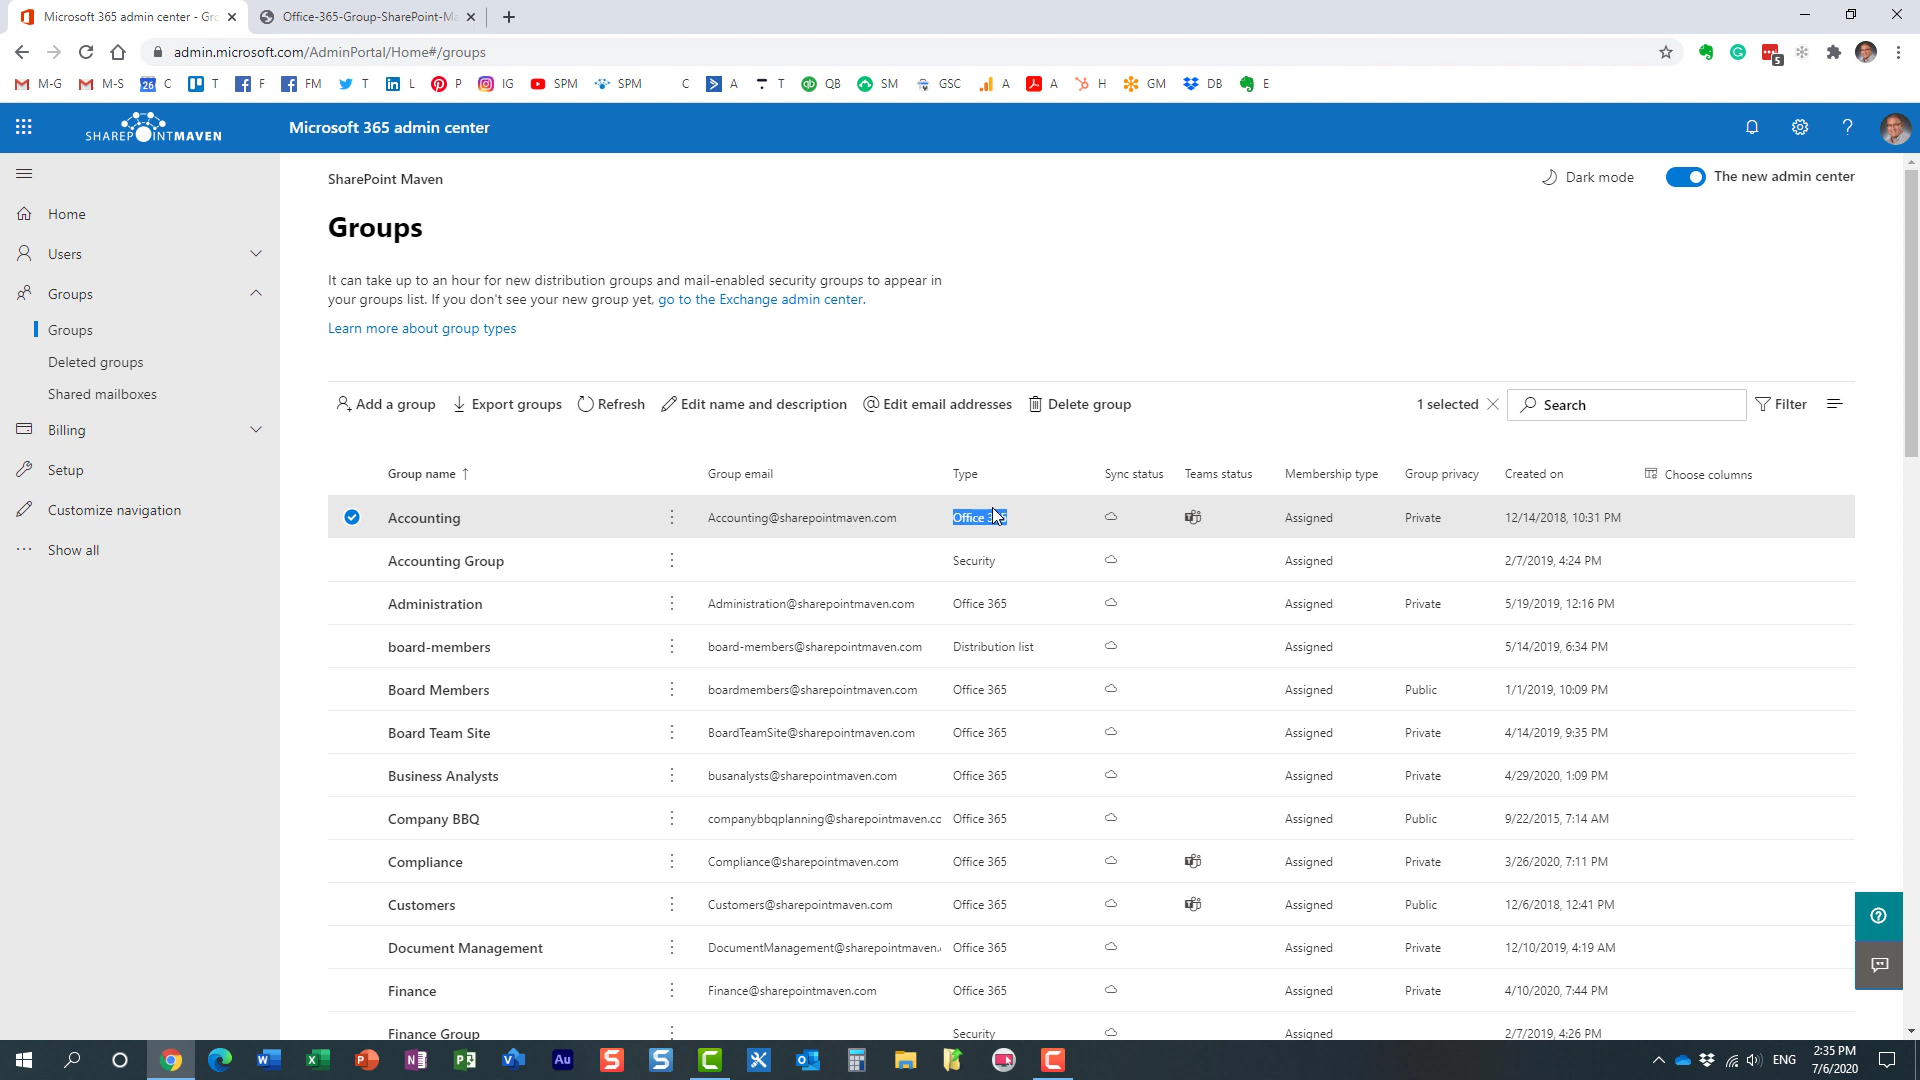 Microsoft 365 admin center - Gro
Office-365-Group-SharePoint-Ma
admin.microsoft.com/AdminPortal/Home#/groups
M-G M-S 26 C T F FM T L P IG SPM SPM C A T QB SM GSC A A H GM DB E
5
SHAREPOINTMAVEN
Microsoft 365 admin center
SharePoint Maven
Dark mode
The new admin center
Home
Users
Groups
Groups
Deleted groups
Shared mailboxes
Billing
Setup
Customize navigation
Show all
Groups
It can take up to an hour for new distribution groups and mail-enabled security groups to appear in
your groups list. If you don't see your new group yet, go to the Exchange admin center.
Learn more about group types
Add a group Export groups Refresh Edit name and description Edit email addresses Delete group 1 selected Search Filter
Group name ↑ Group email Type Sync status Teams status Membership type Group privacy Created on Choose columns
Accounting Accounting@sharepointmaven.com Office 365 Assigned Private 12/14/2018, 10:31 PM
Accounting Group Security Assigned 2/7/2019, 4:24 PM
Administration Administration@sharepointmaven.com Office 365 Assigned Private 5/19/2019, 12:16 PM
board-members board-members@sharepointmaven.com Distribution list Assigned 5/14/2019, 6:34 PM
Board Members boardmembers@sharepointmaven.com Office 365 Assigned Public 1/1/2019, 10:09 PM
Board Team Site BoardTeamSite@sharepointmaven.com Office 365 Assigned Private 4/14/2019, 9:35 PM
Business Analysts busanalysts@sharepointmaven.com Office 365 Assigned Private 4/29/2020, 1:09 PM
Company BBQ companybbqplanning@sharepointmaven.cc Office 365 Assigned Public 9/22/2015, 7:14 AM
Compliance Compliance@sharepointmaven.com Office 365 Assigned Private 3/26/2020, 7:11 PM
Customers Customers@sharepointmaven.com Office 365 Assigned Public 12/6/2018, 12:41 PM
Document Management DocumentManagement@sharepointmaven. Office 365 Assigned Private 12/10/2019, 4:19 AM
Finance Finance@sharepointmaven.com Office 365 Assigned Private 4/10/2020, 7:44 PM
Finance Group Security Assigned 2/7/2019, 4:26 PM
Au
ENG
2:35 PM
7/6/2020